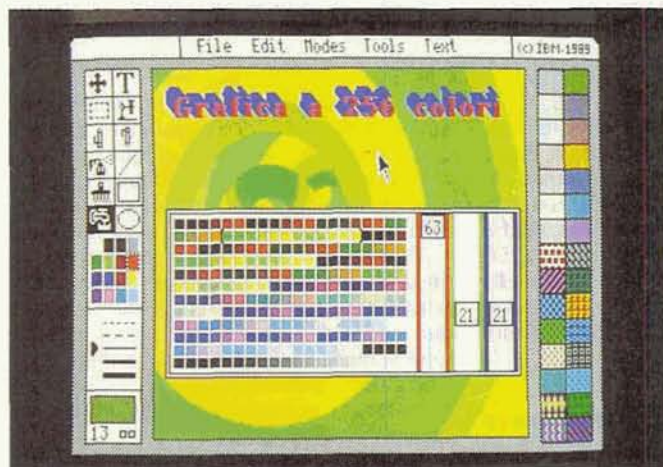 File Edit Modes Tools Text (c) IBM-1989
T
Grafica a 256 colori
63
21 21
13